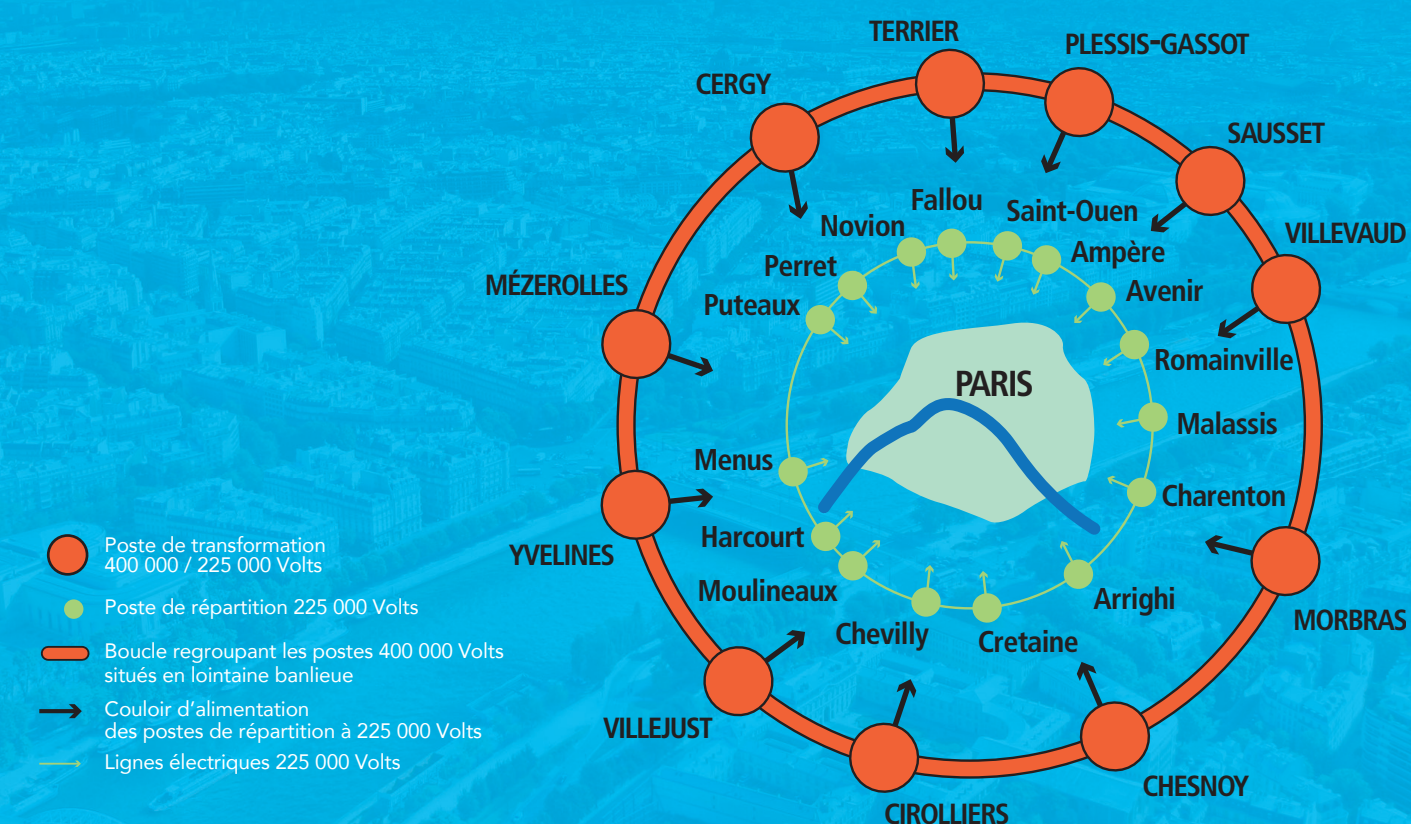 TERRIER
PLESSIS-GASSOT
CERGY
SAUSSET
VILLEVAUD
MÉZEROLLES
YVELINES
VILLEJUST
CIROLLIERS
CHESNOY
MORBRAS
Fallou
Saint-Ouen
Novion
Ampère
Perret
Avenir
Puteaux
Romainville
PARIS
Malassis
Menus
Charenton
Harcourt
Moulineaux
Arrighi
Chevilly
Cretaine
Poste de transformation
400 000 / 225 000 Volts
Poste de répartition 225 000 Volts
Boucle regroupant les postes 400 000 Volts
situés en lointaine banlieue
Couloir d'alimentation
des postes de répartition à 225 000 Volts
Lignes électriques 225 000 Volts